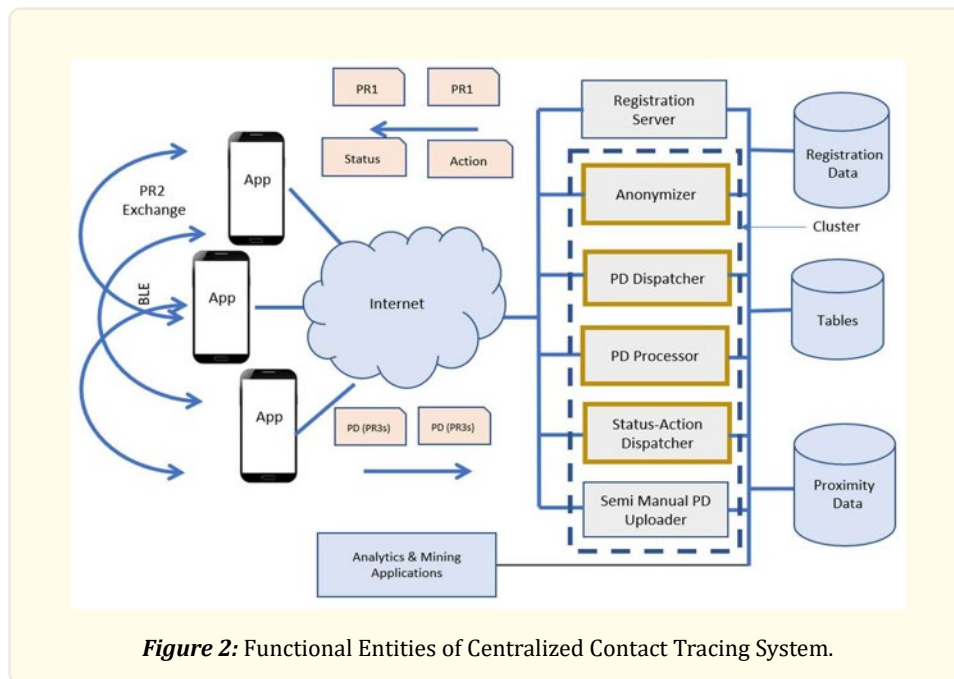 PR1
PR1
Status
Action
App
PR2
Exchange
BLE
App
App
Internet
PD (PR3s)
PD (PR3s)
Registration
Server
Anonymizer
PD Dispatcher
PD Processor
Status-Action
Dispatcher
Semi Manual PD
Uploader
Cluster
Registration
Data
Tables
Proximity
Data
Analytics & Mining
Applications
Figure 2: Functional Entities of Centralized Contact Tracing System.